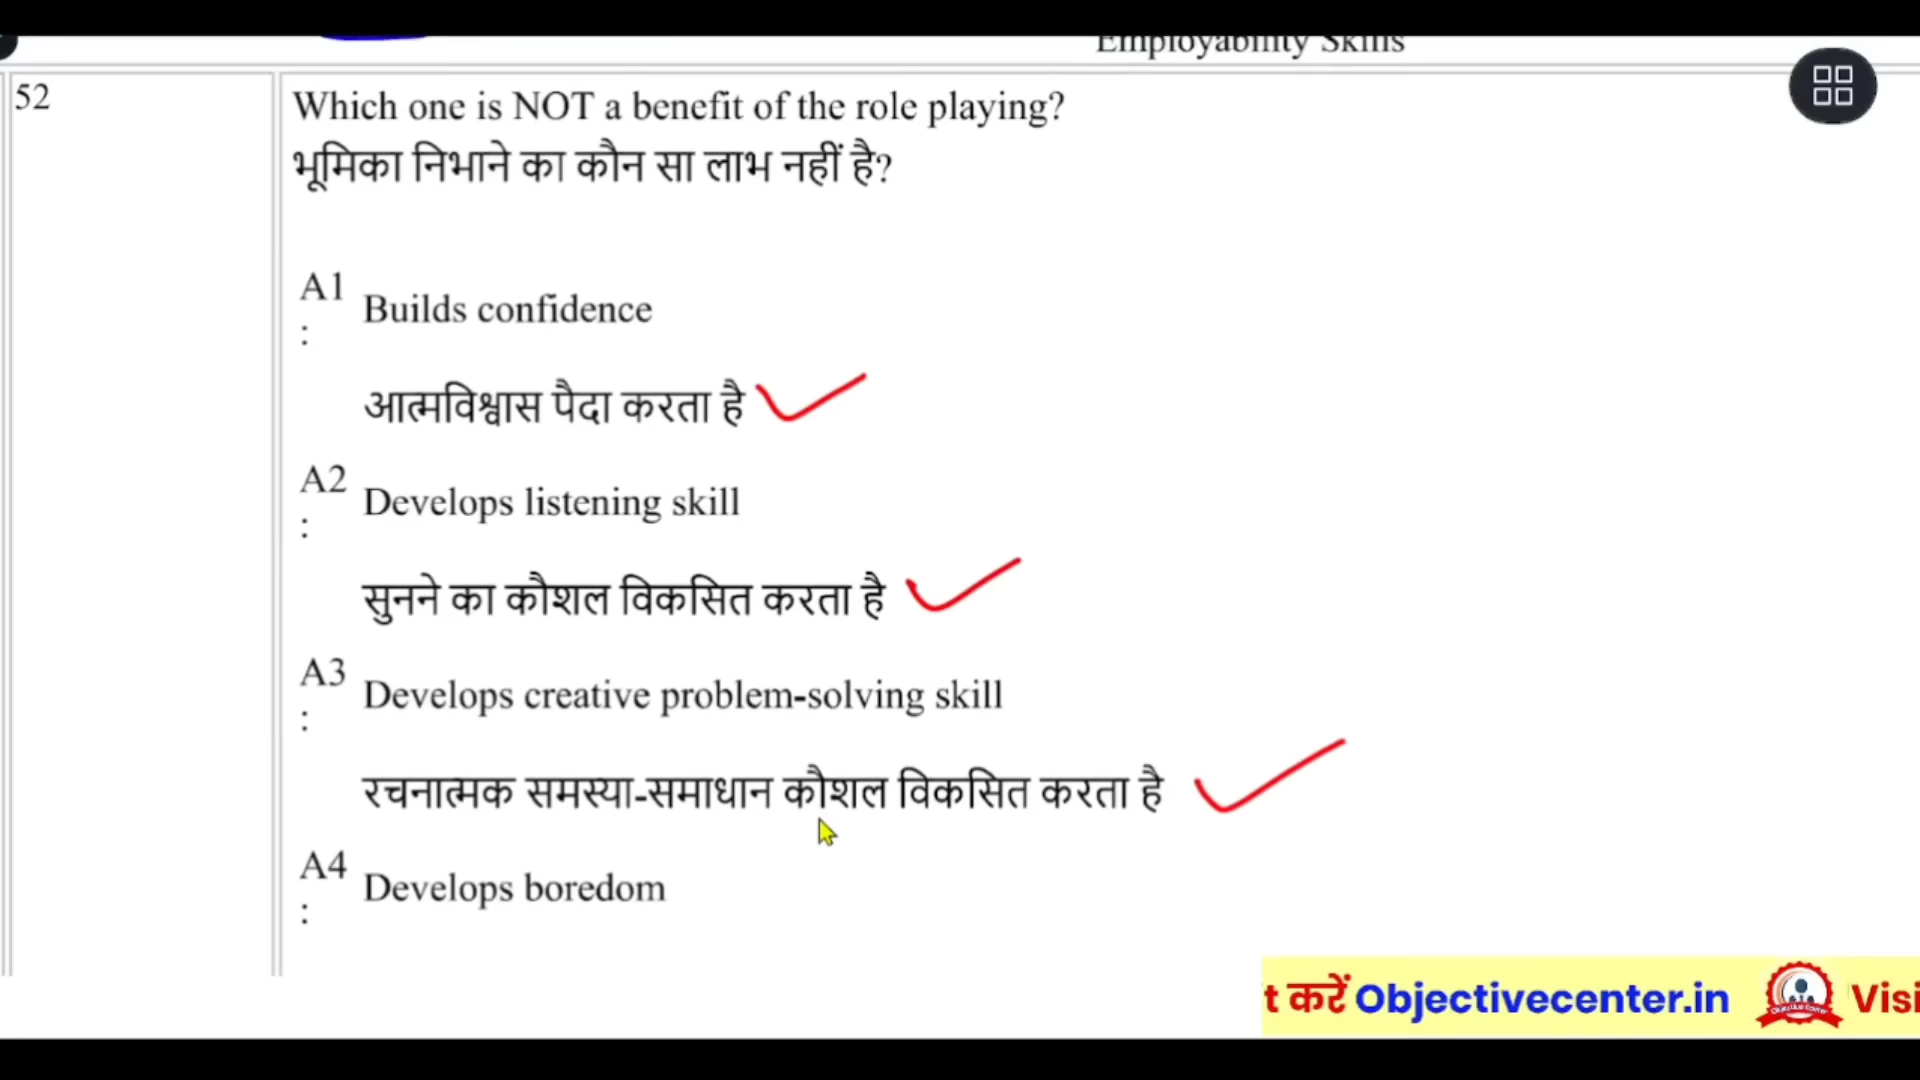 Employability Skills
52
Which one is NOT a benefit of the role playing?
भूमिका निभाने का कौन सा लाभ नहीं है?
A1
:
Builds confidence
आत्मविश्वास पैदा करता है
A2
:
Develops listening skill
सुनने का कौशल विकसित करता है
A3
:
Develops creative problem-solving skill
रचनात्मक समस्या-समाधान कौशल विकसित करता है
A4
:
Develops boredom
t करें Objectivecenter.in Visi